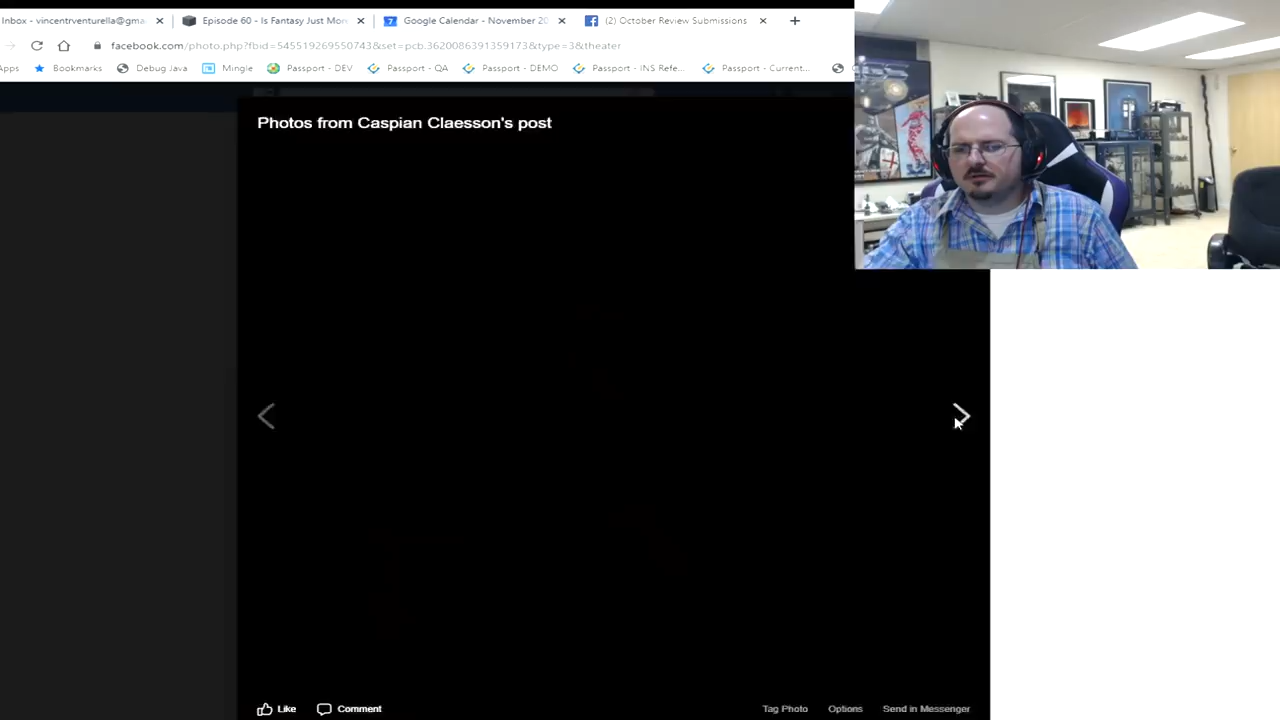 Inbox - vincentrventurella@gma
Episode 60 - Is Fantasy Just More
Google Calendar - November 20
(2) October Review Submissions
facebook.com/photo.php?fbid=545519269550743&set=pcb.3620086391359173&type=3&theater
Apps
Bookmarks
Debug Java
Mingle
Passport - DEV
Passport - QA
Passport - DEMO
Passport - INS Refe...
Passport - Current...
Photos from Caspian Claesson's post
Like
Comment
Tag Photo
Options
Send in Messenger